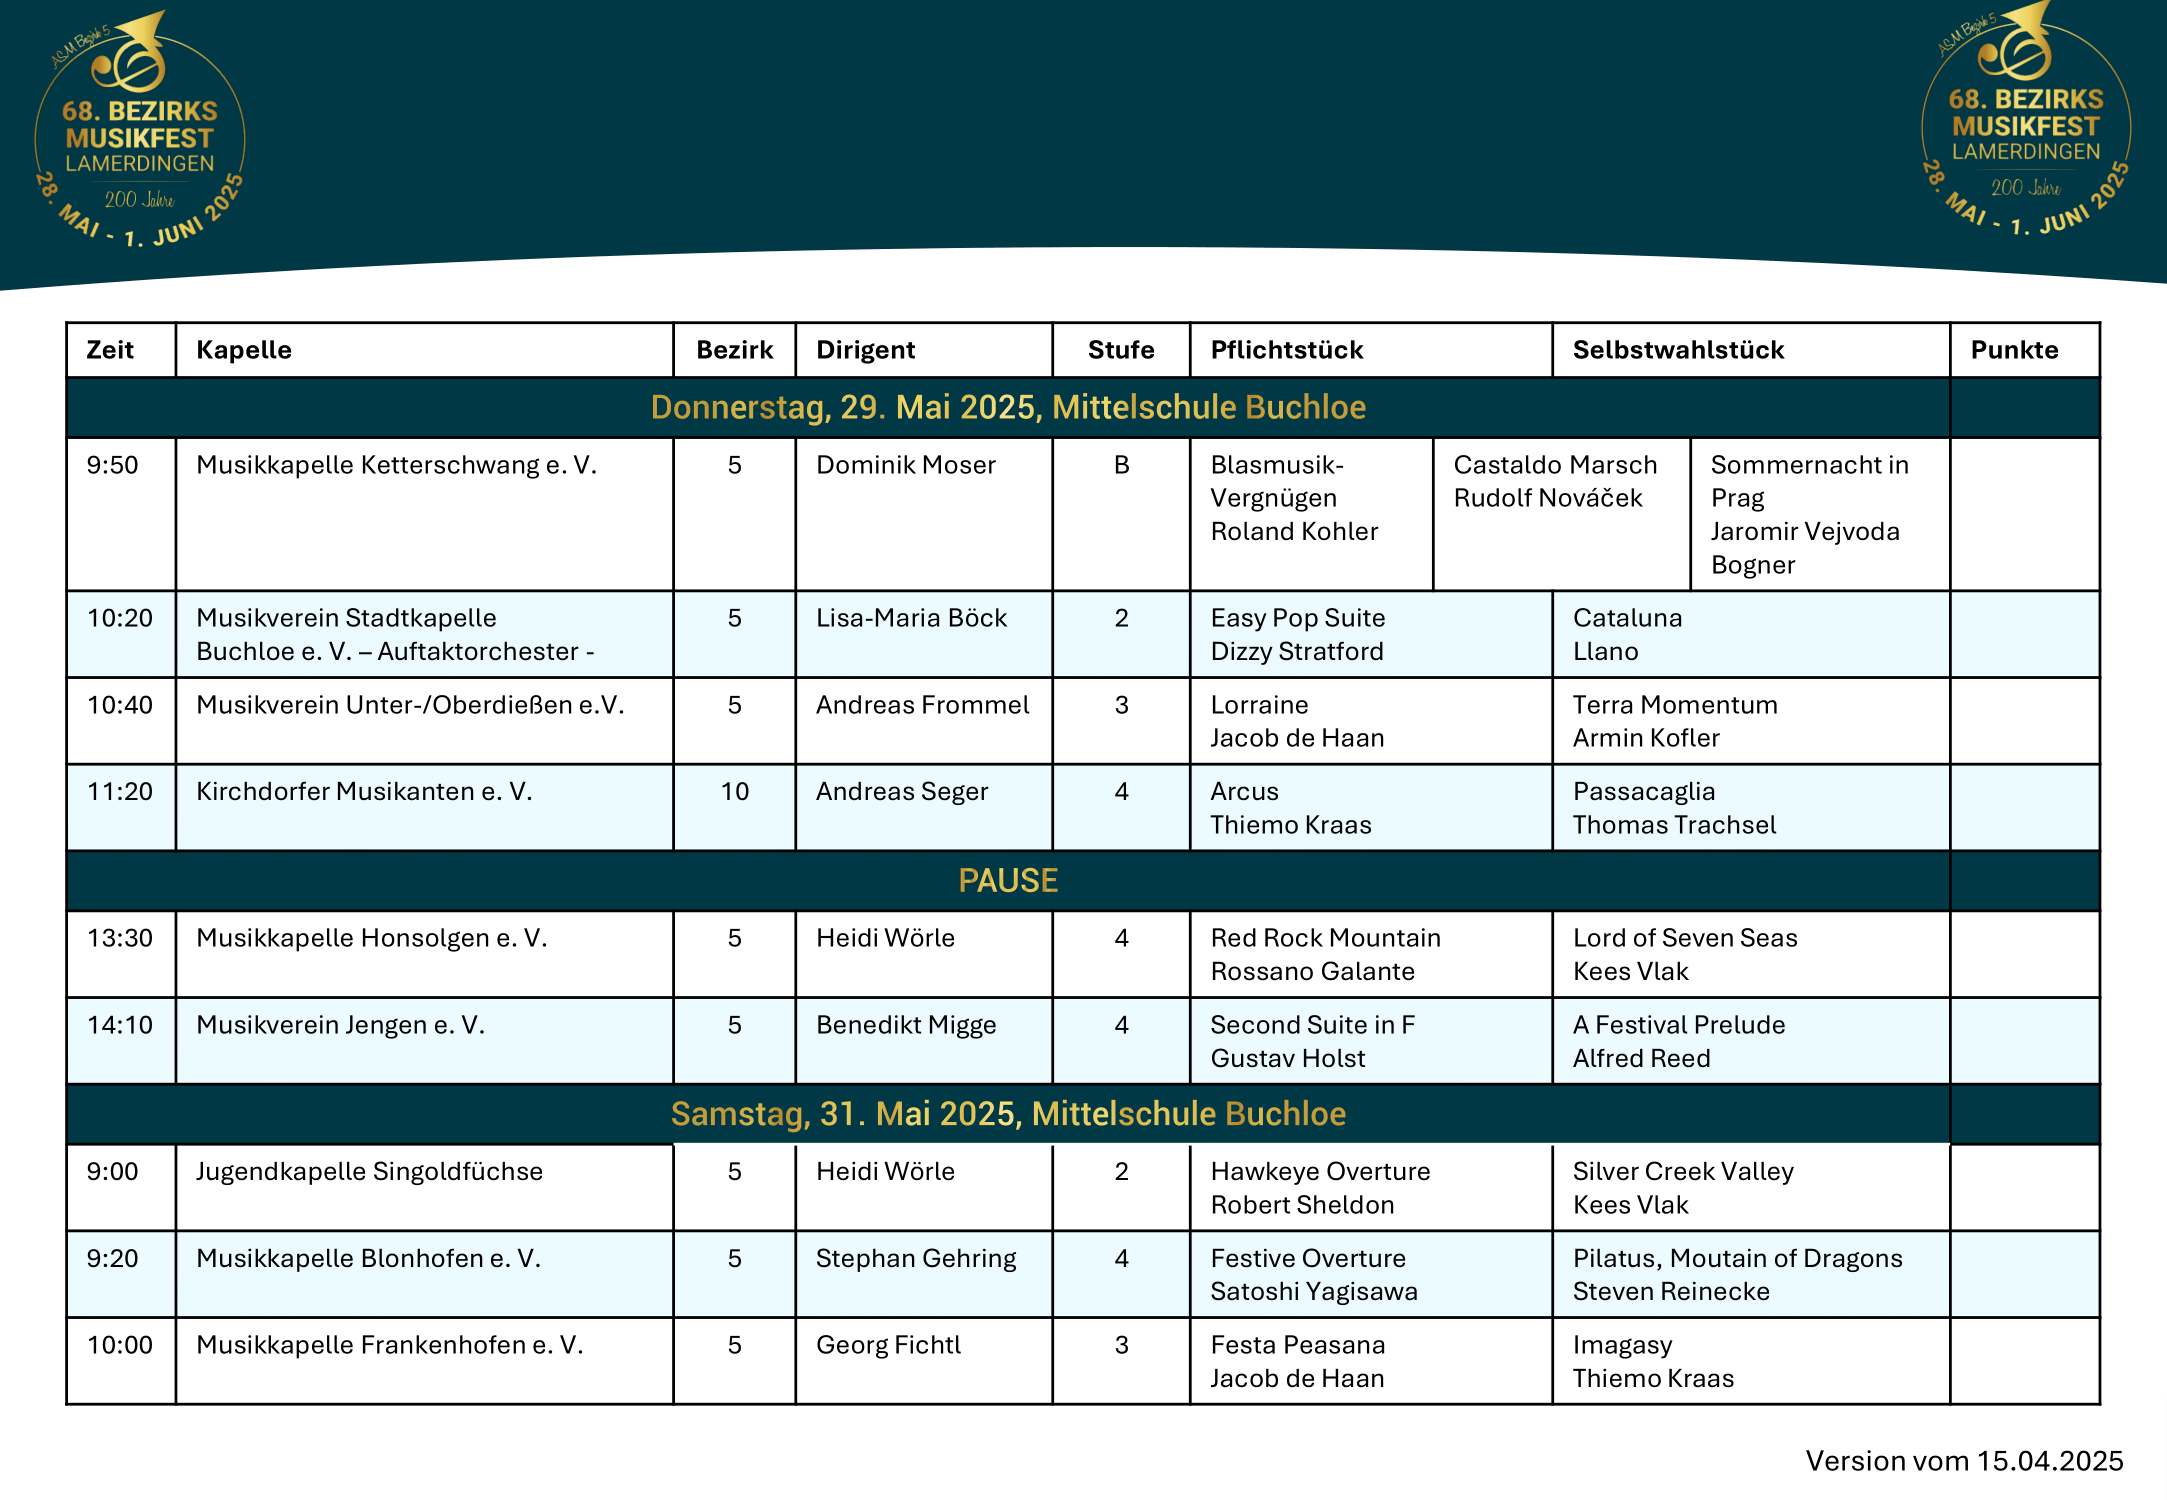 ASM Bezirk 5
68. BEZIRKS
MUSIKFEST
LAMERDINGEN
200 Jahre
28. MAI - 1. JUNI 2025
ASM Bezirk 5
68. BEZIRKS
MUSIKFEST
LAMERDINGEN
200 Jahre
28. MAI - 1. JUNI 2025
Zeit Kapelle Bezirk Dirigent Stufe Pflichtstück Selbstwahlstück Punkte
Donnerstag, 29. Mai 2025, Mittelschule Buchloe
9:50 Musikkapelle Ketterschwang e. V. 5 Dominik Moser B Blasmusik- Castaldo Marsch Sommernacht in
Vergnügen Rudolf Nováček Prag
Roland Kohler Jaromir Vejvoda
Bogner
10:20 Musikverein Stadtkapelle 5 Lisa-Maria Böck 2 Easy Pop Suite Cataluna
Buchloe e. V. – Auftaktorchester - Dizzy Stratford Llano
10:40 Musikverein Unter-/Oberdießen e.V. 5 Andreas Frommel 3 Lorraine Terra Momentum
Jacob de Haan Armin Kofler
11:20 Kirchdorfer Musikanten e. V. 10 Andreas Seger 4 Arcus Passacaglia
Thiemo Kraas Thomas Trachsel
PAUSE
13:30 Musikkapelle Honsolgen e. V. 5 Heidi Wörle 4 Red Rock Mountain Lord of Seven Seas
Rossano Galante Kees Vlak
14:10 Musikverein Jengen e. V. 5 Benedikt Migge 4 Second Suite in F A Festival Prelude
Gustav Holst Alfred Reed
Samstag, 31. Mai 2025, Mittelschule Buchloe
9:00 Jugendkapelle Singoldfüchse 5 Heidi Wörle 2 Hawkeye Overture Silver Creek Valley
Robert Sheldon Kees Vlak
9:20 Musikkapelle Blonhofen e. V. 5 Stephan Gehring 4 Festive Overture Pilatus, Moutain of Dragons
Satoshi Yagisawa Steven Reinecke
10:00 Musikkapelle Frankenhofen e. V. 5 Georg Fichtl 3 Festa Peasana Imagasy
Jacob de Haan Thiemo Kraas
Version vom 15.04.2025